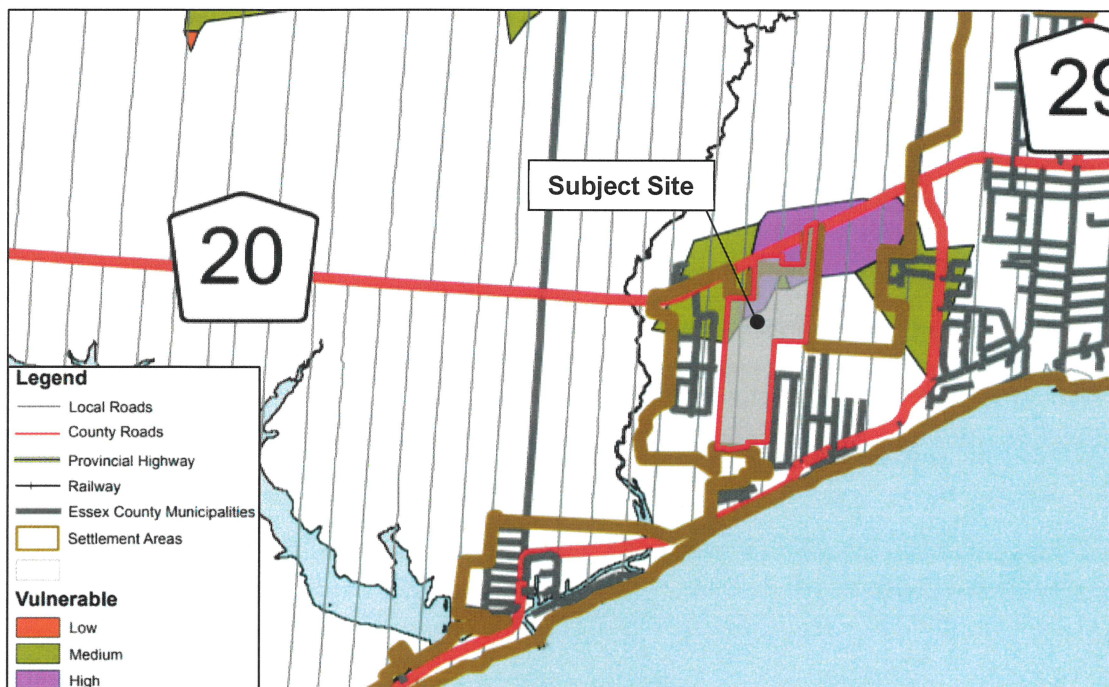 29
Subject Site
20
Legend
Local Roads
County Roads
Provincial Highway
Railway
Essex County Municipalities
Settlement Areas
Vulnerable
Low
Medium
High